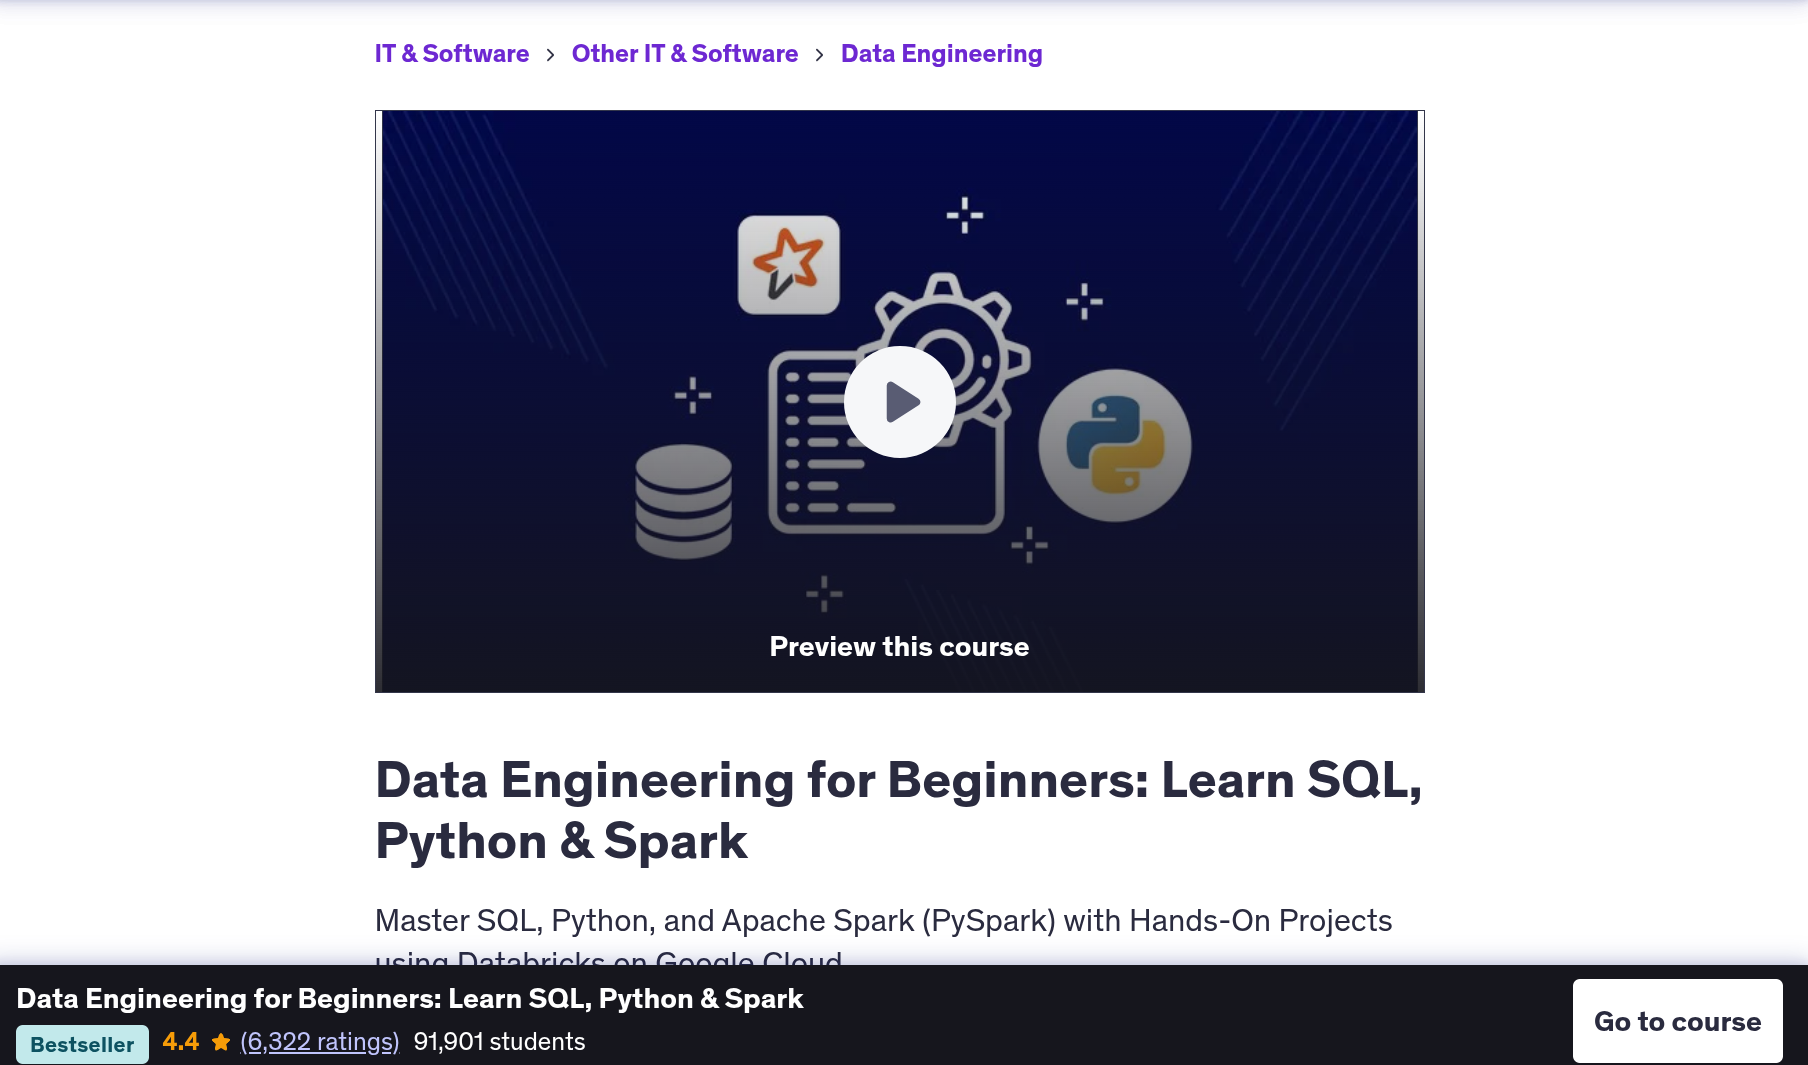 IT & Software > Other IT & Software > Data Engineering
Preview this course
Data Engineering for Beginners: Learn SQL,
Python & Spark
Master SQL, Python, and Apache Spark (PySpark) with Hands-On Projects
using Databricks on Google Cloud
Data Engineering for Beginners: Learn SQL, Python & Spark
Bestseller 4.4 (6,322 ratings) 91,901 students
Go to course